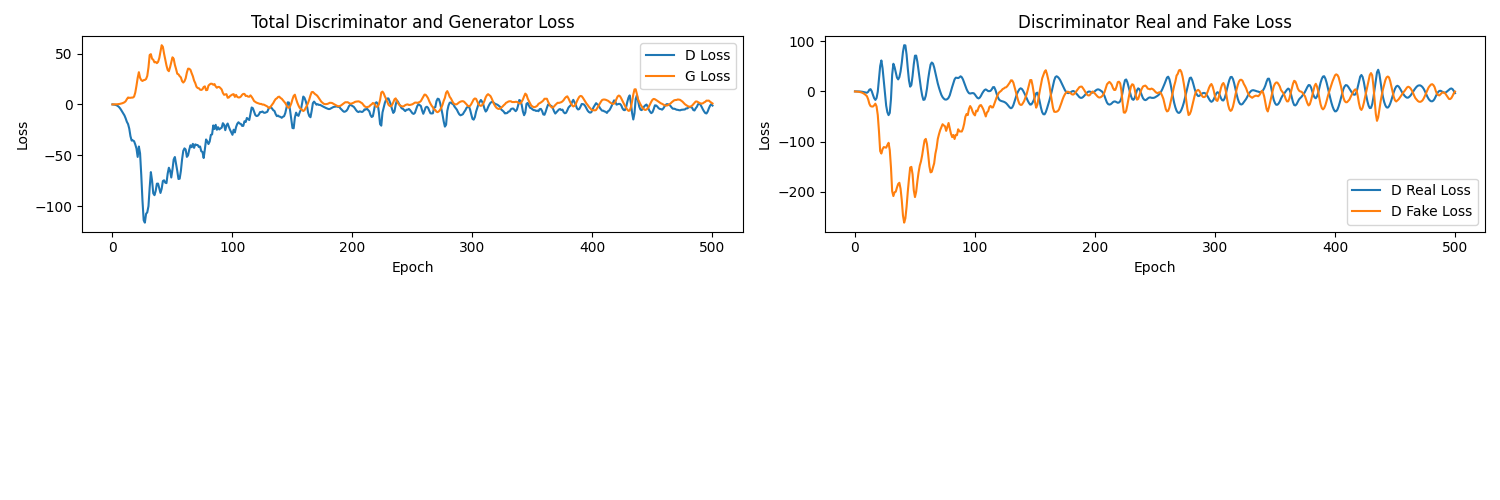 Total Discriminator and Generator Loss
50
0
−50
−100
Loss
0
100
200
300
400
500
Epoch
D Loss
G Loss
Discriminator Real and Fake Loss
100
0
−100
−200
Loss
0
100
200
300
400
500
Epoch
D Real Loss
D Fake Loss